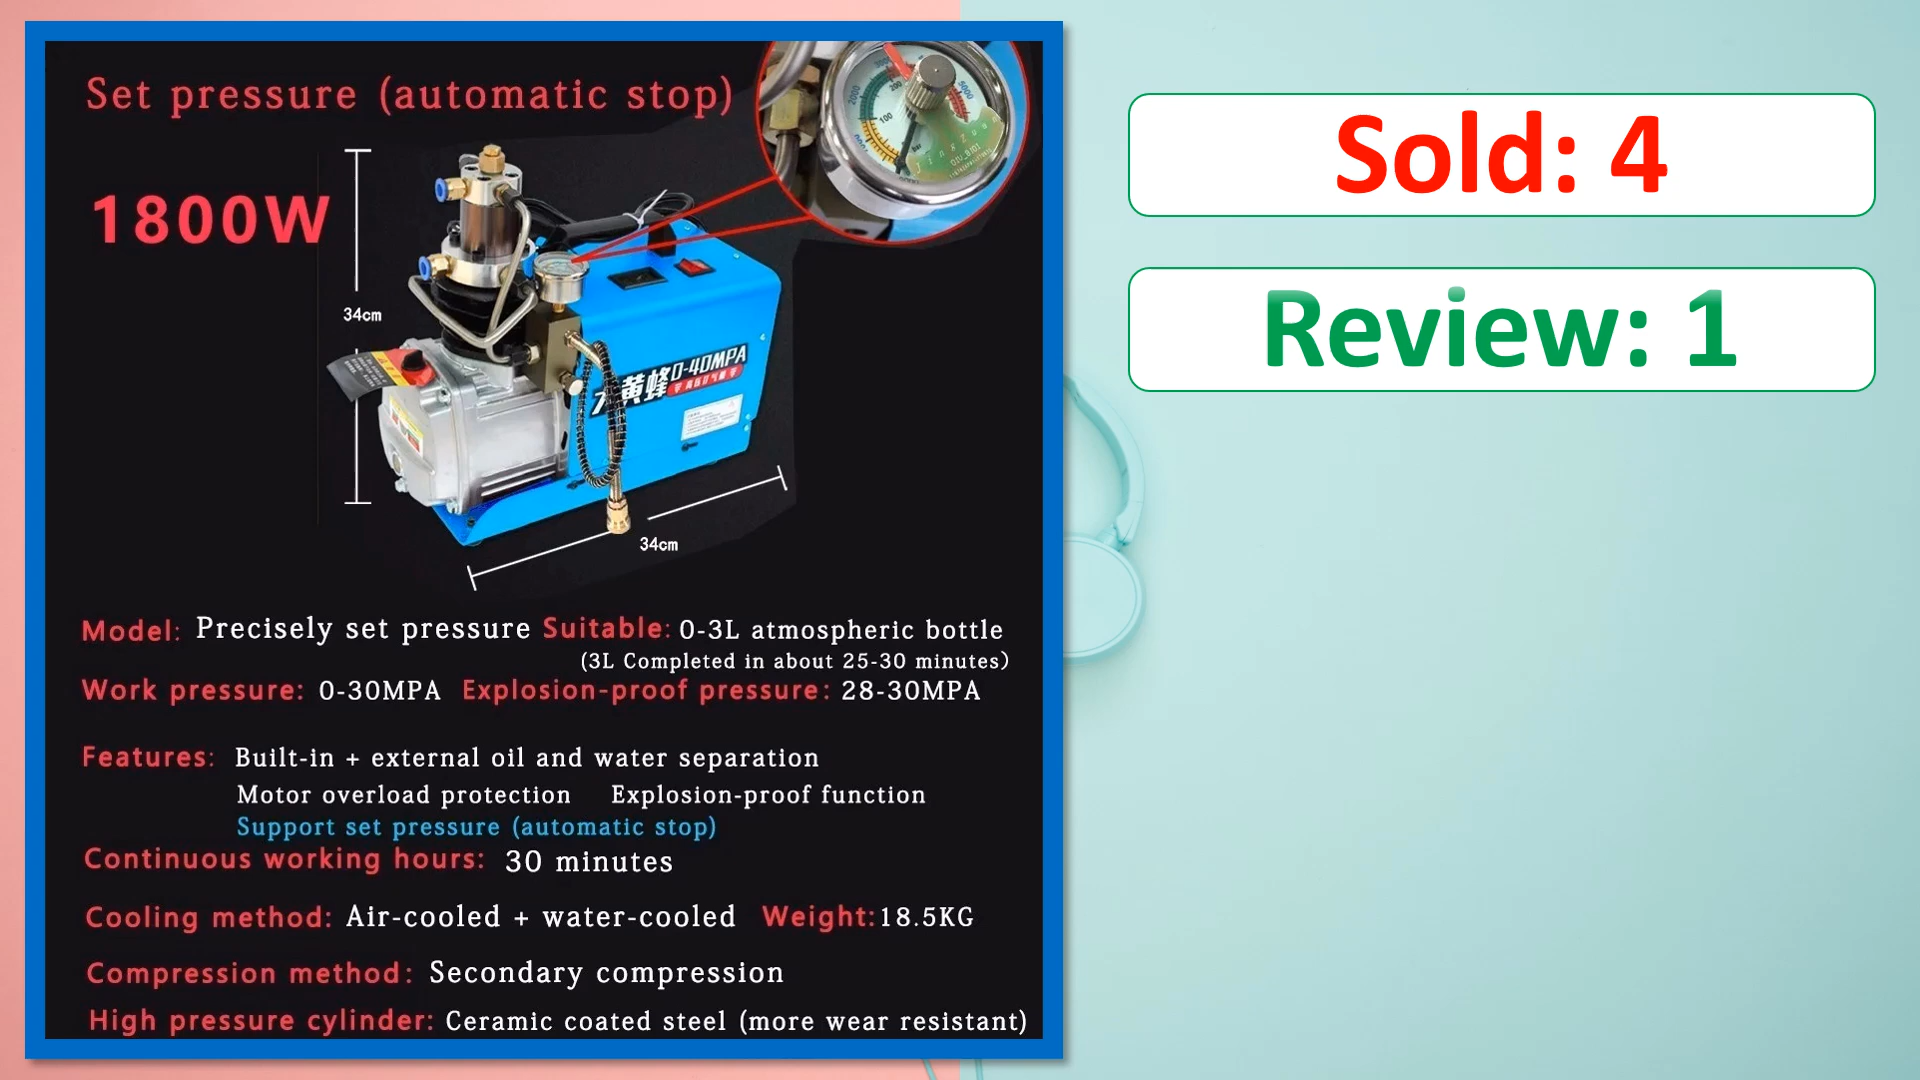 Set pressure (automatic stop)
1800W
34cm
0-40MPA
黄蜂
34cm
Model: Precisely set pressure Suitable: 0-3L atmospheric bottle
(3L Completed in about 25-30 minutes)
Work pressure: 0-30MPA Explosion-proof pressure: 28-30MPA
Features: Built-in + external oil and water separation
Motor overload protection Explosion-proof function
Support set pressure (automatic stop)
Continuous working hours: 30 minutes
Cooling method: Air-cooled + water-cooled Weight: 18.5KG
Compression method: Secondary compression
High pressure cylinder: Ceramic coated steel (more wear resistant)
Sold: 4
Review: 1